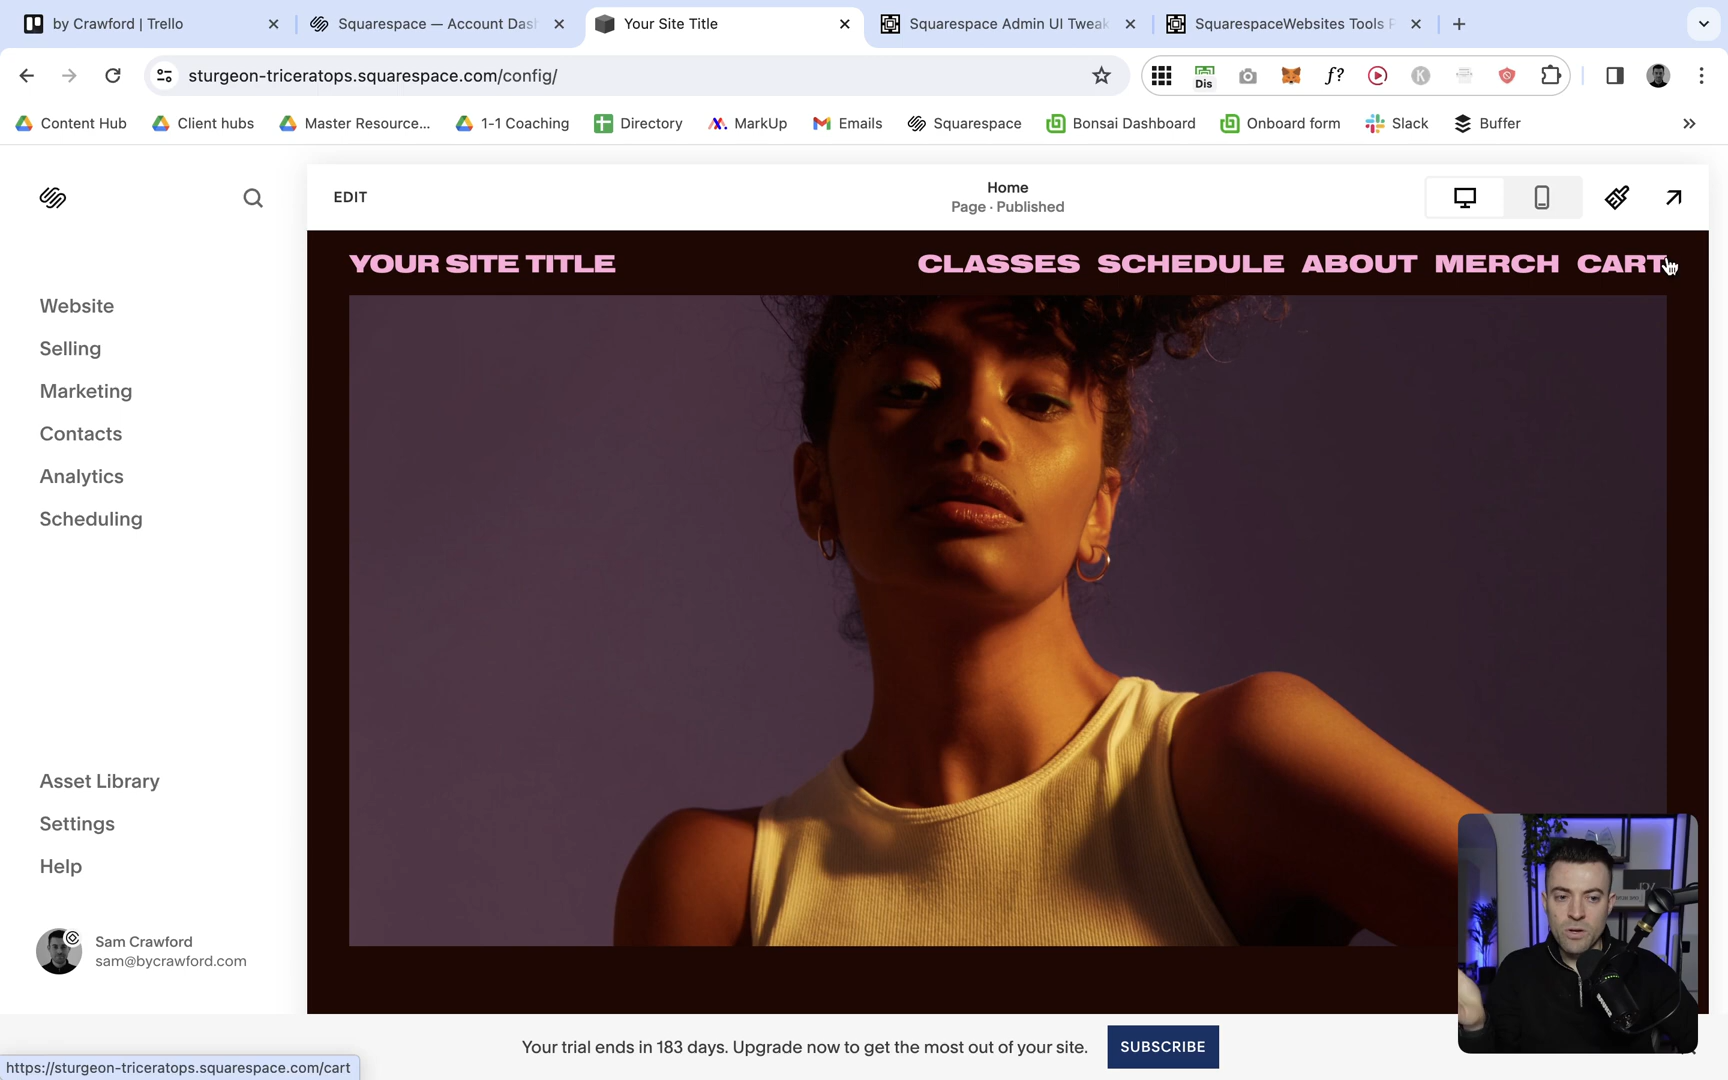 by Crawford | Trello
Squarespace — Account Das
Your Site Title
Squarespace Admin UI Tweak
SquarespaceWebsites Tools P
sturgeon-triceratops.squarespace.com/config/
Dis
f?
K
Content Hub
Client hubs
Master Resource...
1-1 Coaching
Directory
MarkUp
Emails
Squarespace
Bonsai Dashboard
Onboard form
Slack
Buffer
EDIT
Home
Page · Published
YOUR SITE TITLE
CLASSES SCHEDULE ABOUT MERCH CART
Website
Selling
Marketing
Contacts
Analytics
Scheduling
Asset Library
Settings
Help
Sam Crawford
sam@bycrawford.com
Your trial ends in 183 days. Upgrade now to get the most out of your site.
SUBSCRIBE
https://sturgeon-triceratops.squarespace.com/cart